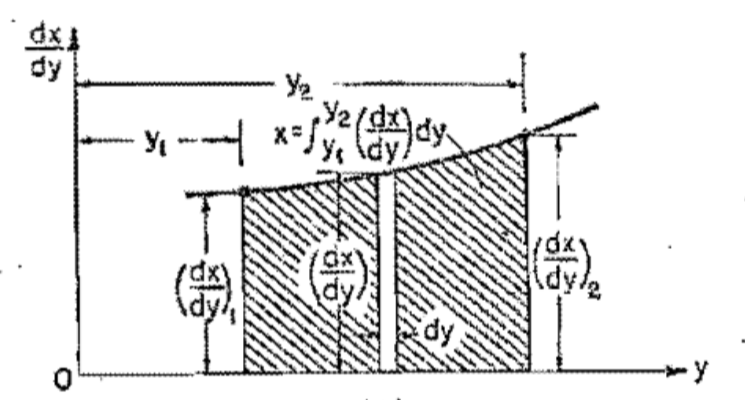 dx
dy
y₂
y₁
x=∫y₁y₂(dx/dy)dy
(dx/dy)₁
(dx/dy)
(dx/dy)₂
dy
O
y